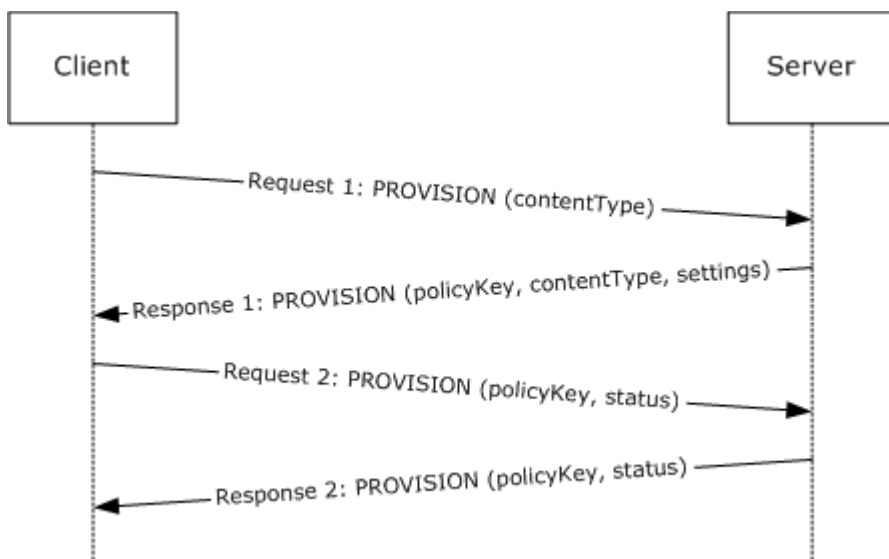 Client
Server
Request 1: PROVISION (contentType)
Response 1: PROVISION (policyKey, contentType, settings)
Request 2: PROVISION (policyKey, status)
Response 2: PROVISION (policyKey, status)